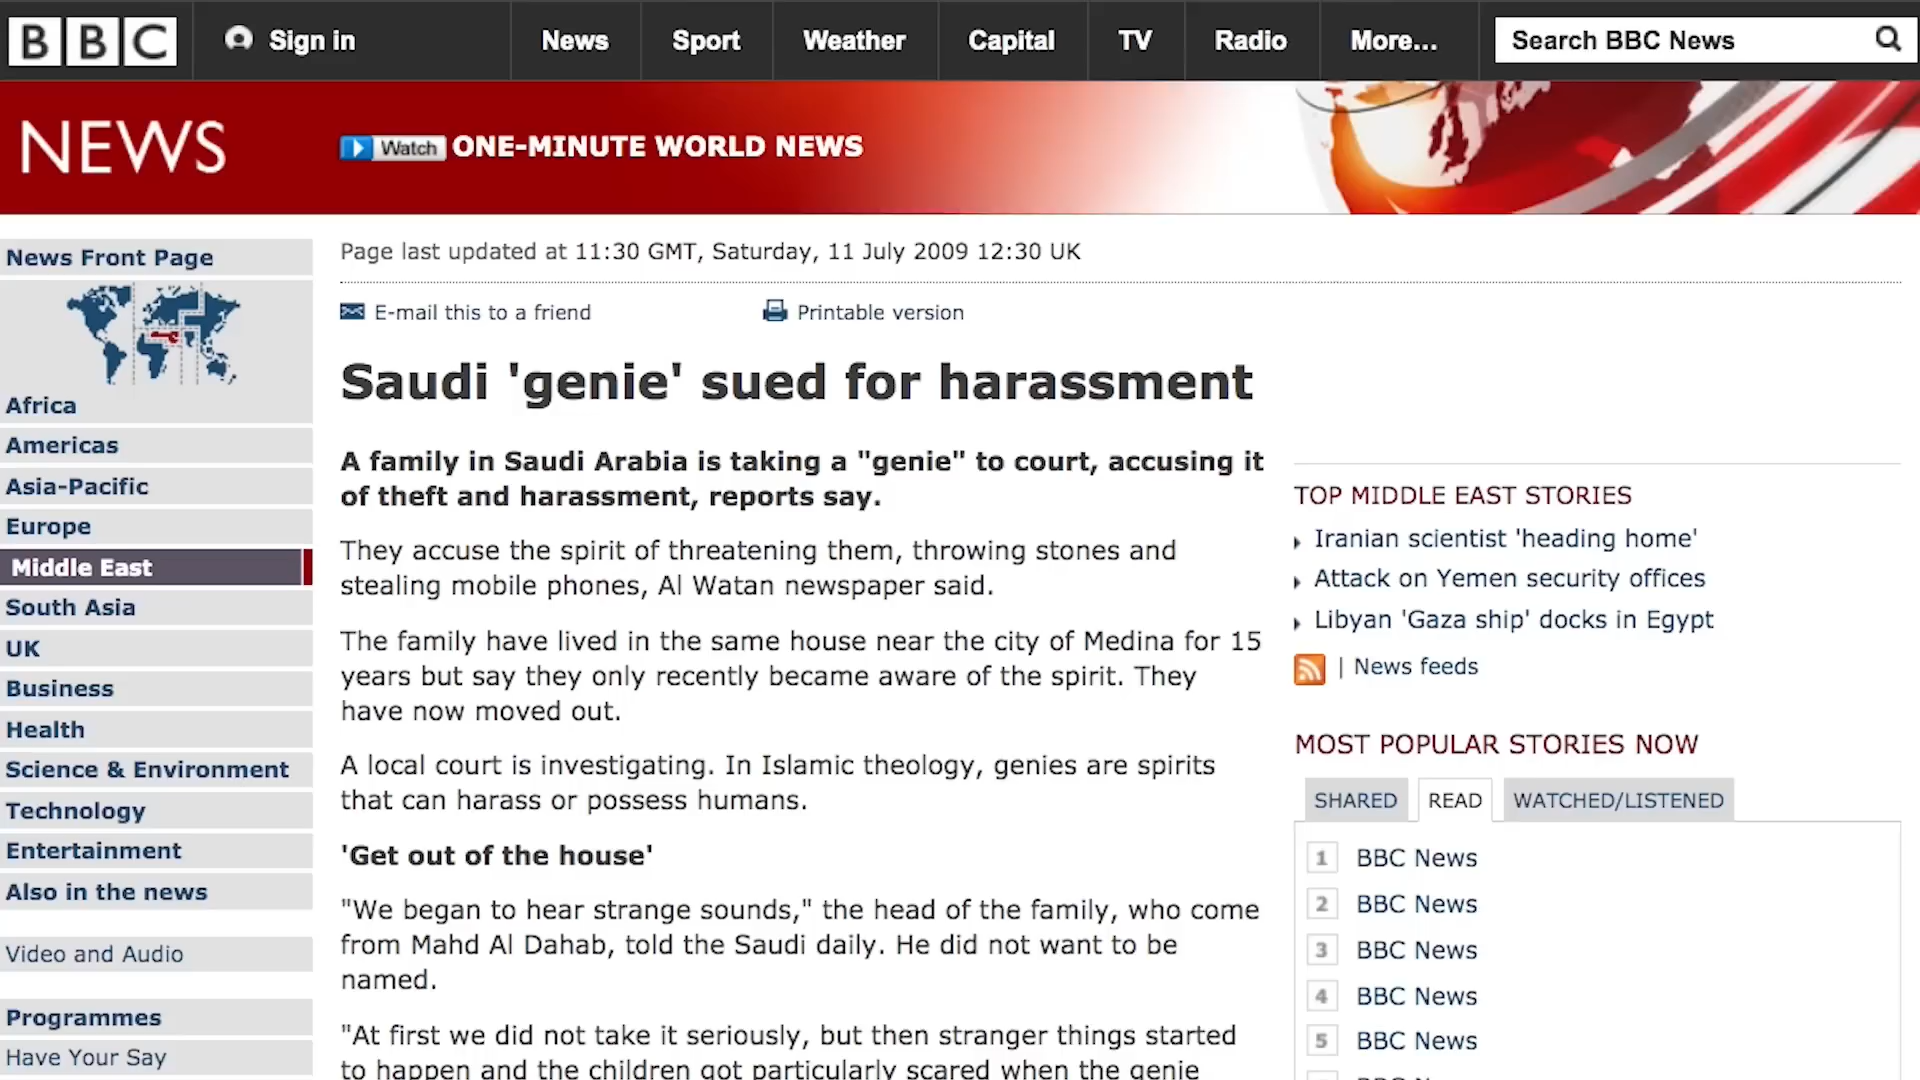 BBC
Sign in
News
Sport
Weather
Capital
TV
Radio
More...
Search BBC News
NEWS
Watch ONE-MINUTE WORLD NEWS
News Front Page
Africa
Americas
Asia-Pacific
Europe
Middle East
South Asia
UK
Business
Health
Science & Environment
Technology
Entertainment
Also in the news
Video and Audio
Programmes
Have Your Say
Page last updated at 11:30 GMT, Saturday, 11 July 2009 12:30 UK
E-mail this to a friend
Printable version
Saudi 'genie' sued for harassment
A family in Saudi Arabia is taking a "genie" to court, accusing it
of theft and harassment, reports say.
They accuse the spirit of threatening them, throwing stones and
stealing mobile phones, Al Watan newspaper said.
The family have lived in the same house near the city of Medina for 15
years but say they only recently became aware of the spirit. They
have now moved out.
A local court is investigating. In Islamic theology, genies are spirits
that can harass or possess humans.
'Get out of the house'
"We began to hear strange sounds," the head of the family, who come
from Mahd Al Dahab, told the Saudi daily. He did not want to be
named.
"At first we did not take it seriously, but then stranger things started
to happen and the children got particularly scared when the genie
TOP MIDDLE EAST STORIES
Iranian scientist 'heading home'
Attack on Yemen security offices
Libyan 'Gaza ship' docks in Egypt
| News feeds
MOST POPULAR STORIES NOW
SHARED
READ
WATCHED/LISTENED
1 BBC News
2 BBC News
3 BBC News
4 BBC News
5 BBC News